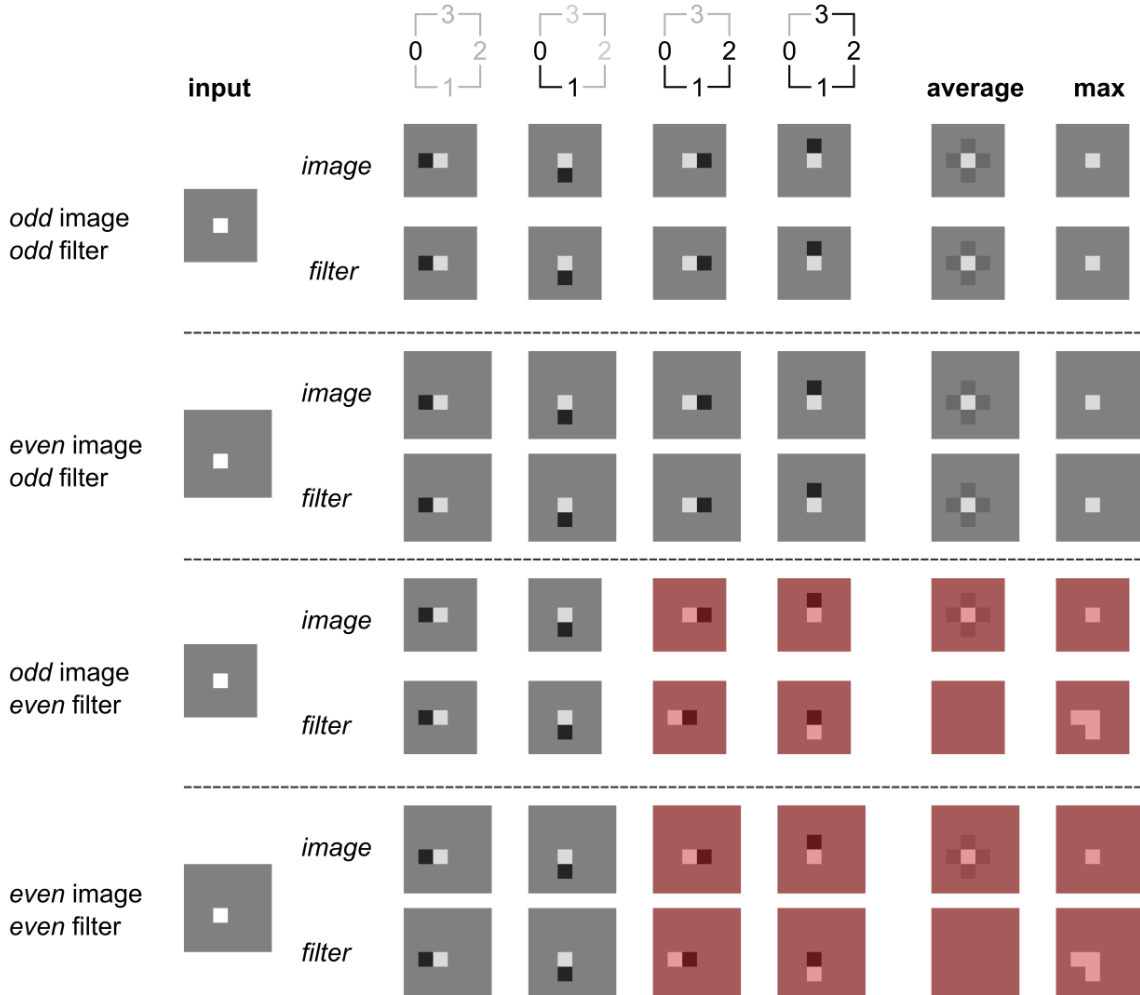 3 3 3 3
0 2 0 2 0 2 0 2
1 1 1 1
input average max
image
odd image
odd filter
filter
image
even image
odd filter
filter
image
odd image
even filter
filter
image
even image
even filter
filter